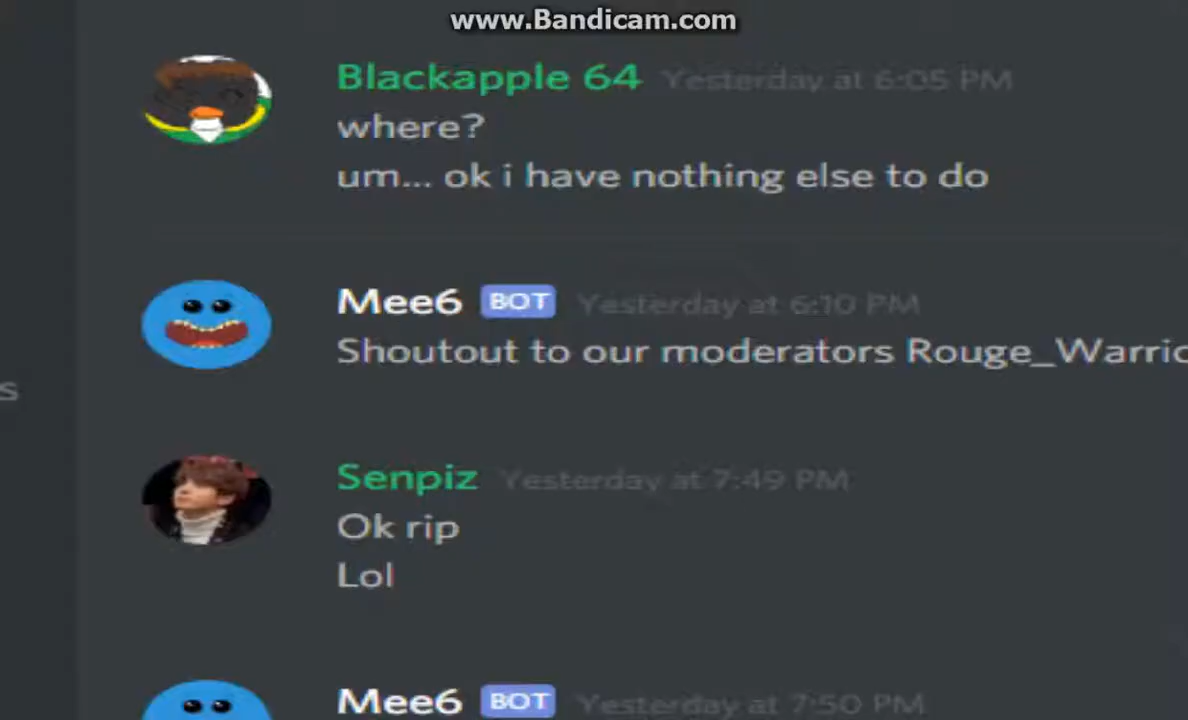 www.Bandicam.com
Blackapple 64 Yesterday at 6:05 PM
where?
um... ok i have nothing else to do
Mee6 BOT Yesterday at 6:10 PM
Shoutout to our moderators
s
Senpiz Yesterday at 7:49 PM
Ok rip
Lol
Mee6 BOT Yesterday at 7:50 PM